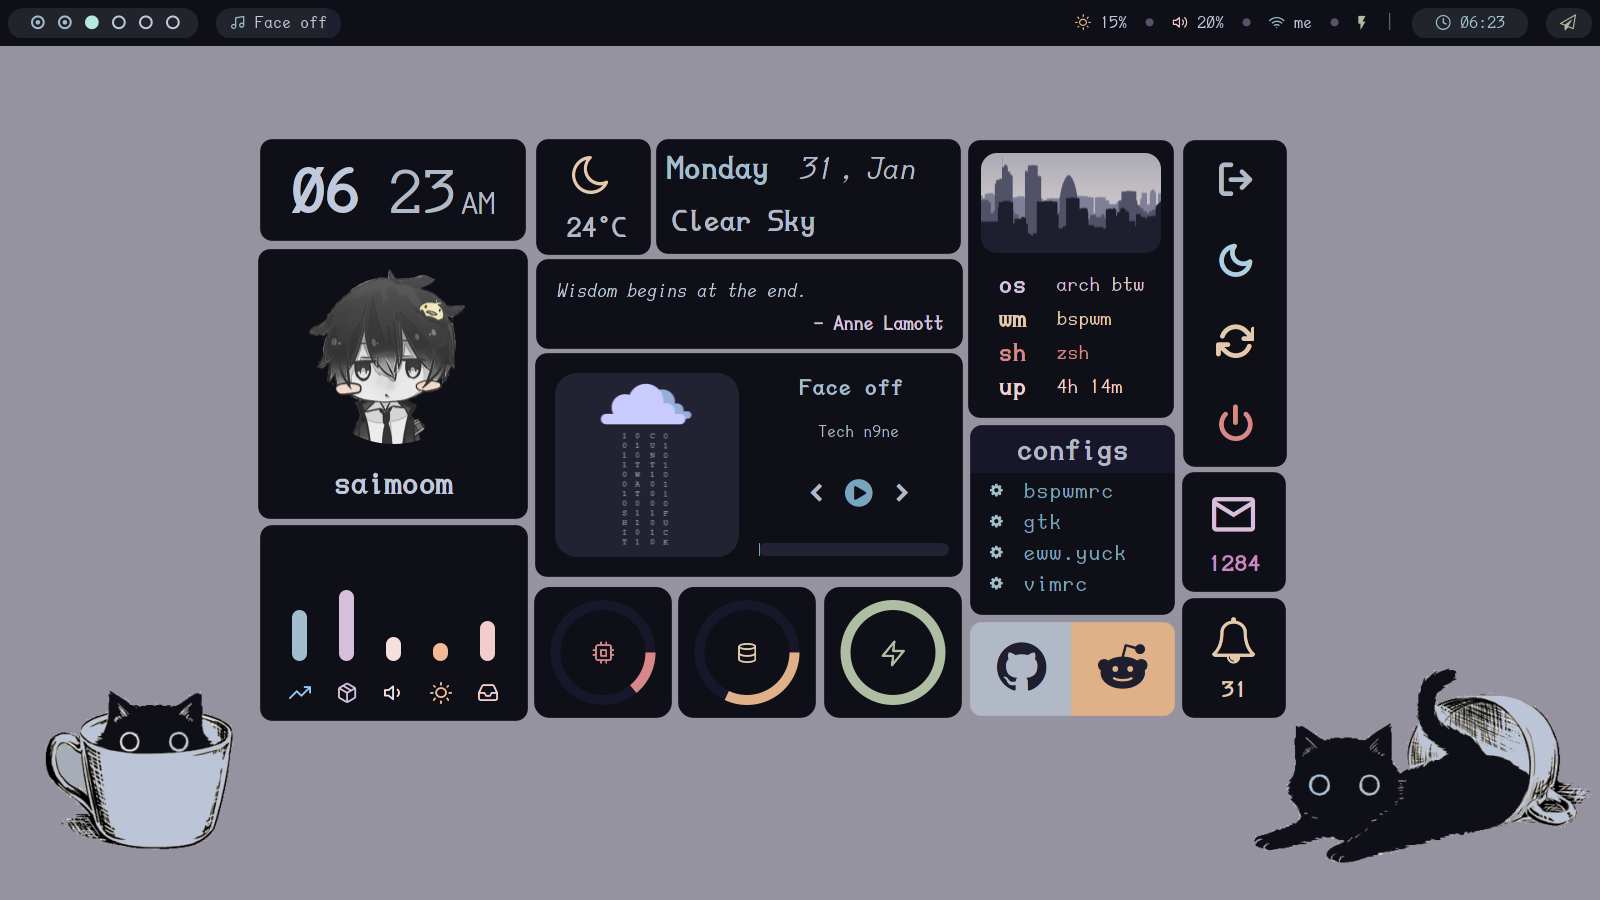 Face off
15%
20%
me
06:23
06 23 AM
24°C
Monday 31 , Jan
Clear Sky
saimoom
Wisdom begins at the end.
- Anne Lamott
Face off
Tech n9ne
os arch btw
wm bspwm
sh zsh
up 4h 14m
configs
bspwmrc
gtk
eww.yuck
vimrc
1284
31